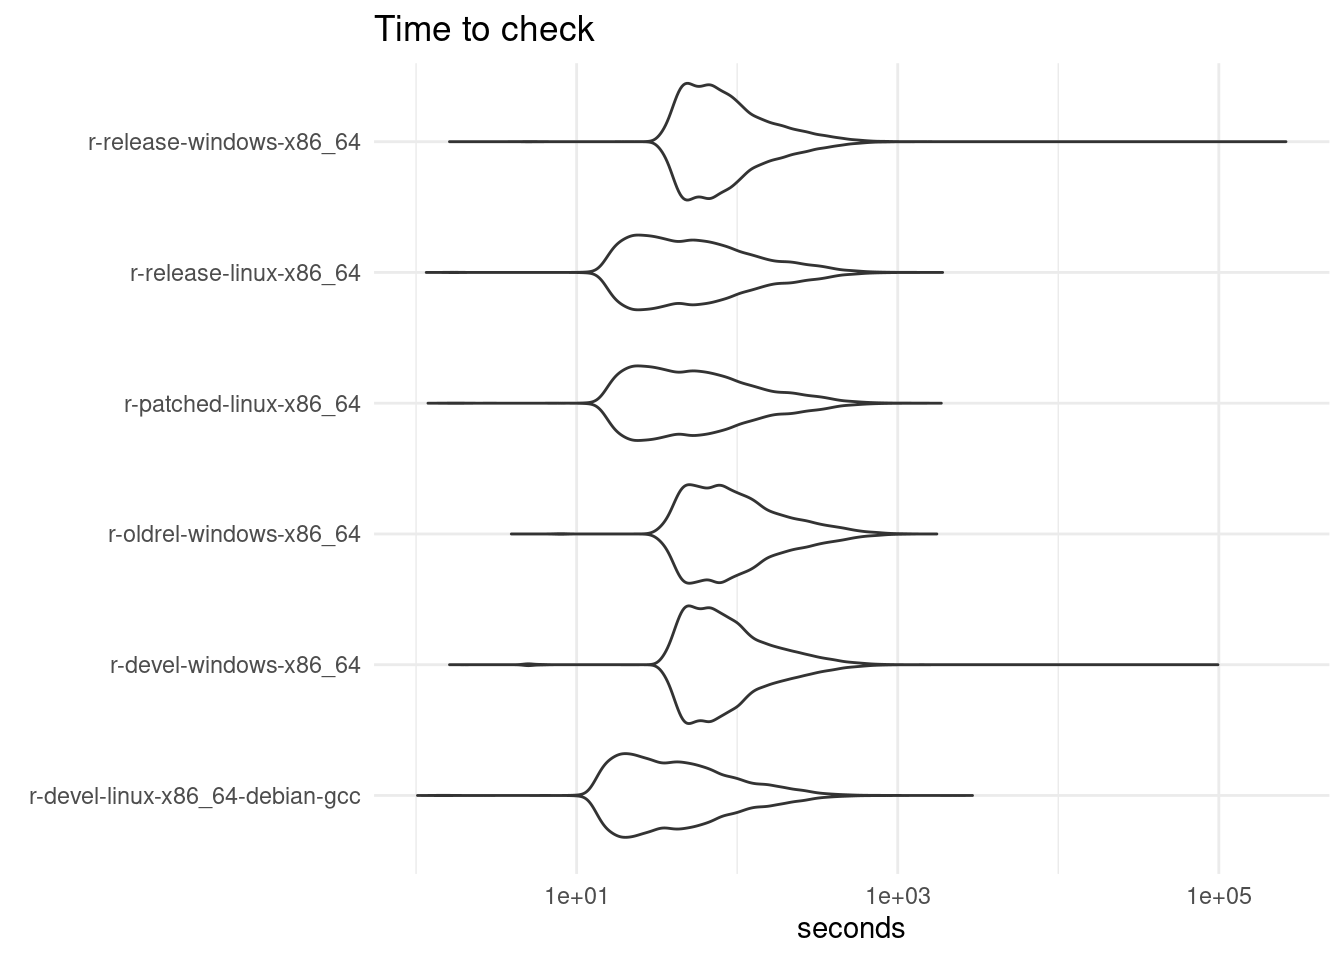 Time to check
r-release-windows-x86_64
r-release-linux-x86_64
r-patched-linux-x86_64
r-oldrel-windows-x86_64
r-devel-windows-x86_64
r-devel-linux-x86_64-debian-gcc
1e+01 1e+03 1e+05
seconds